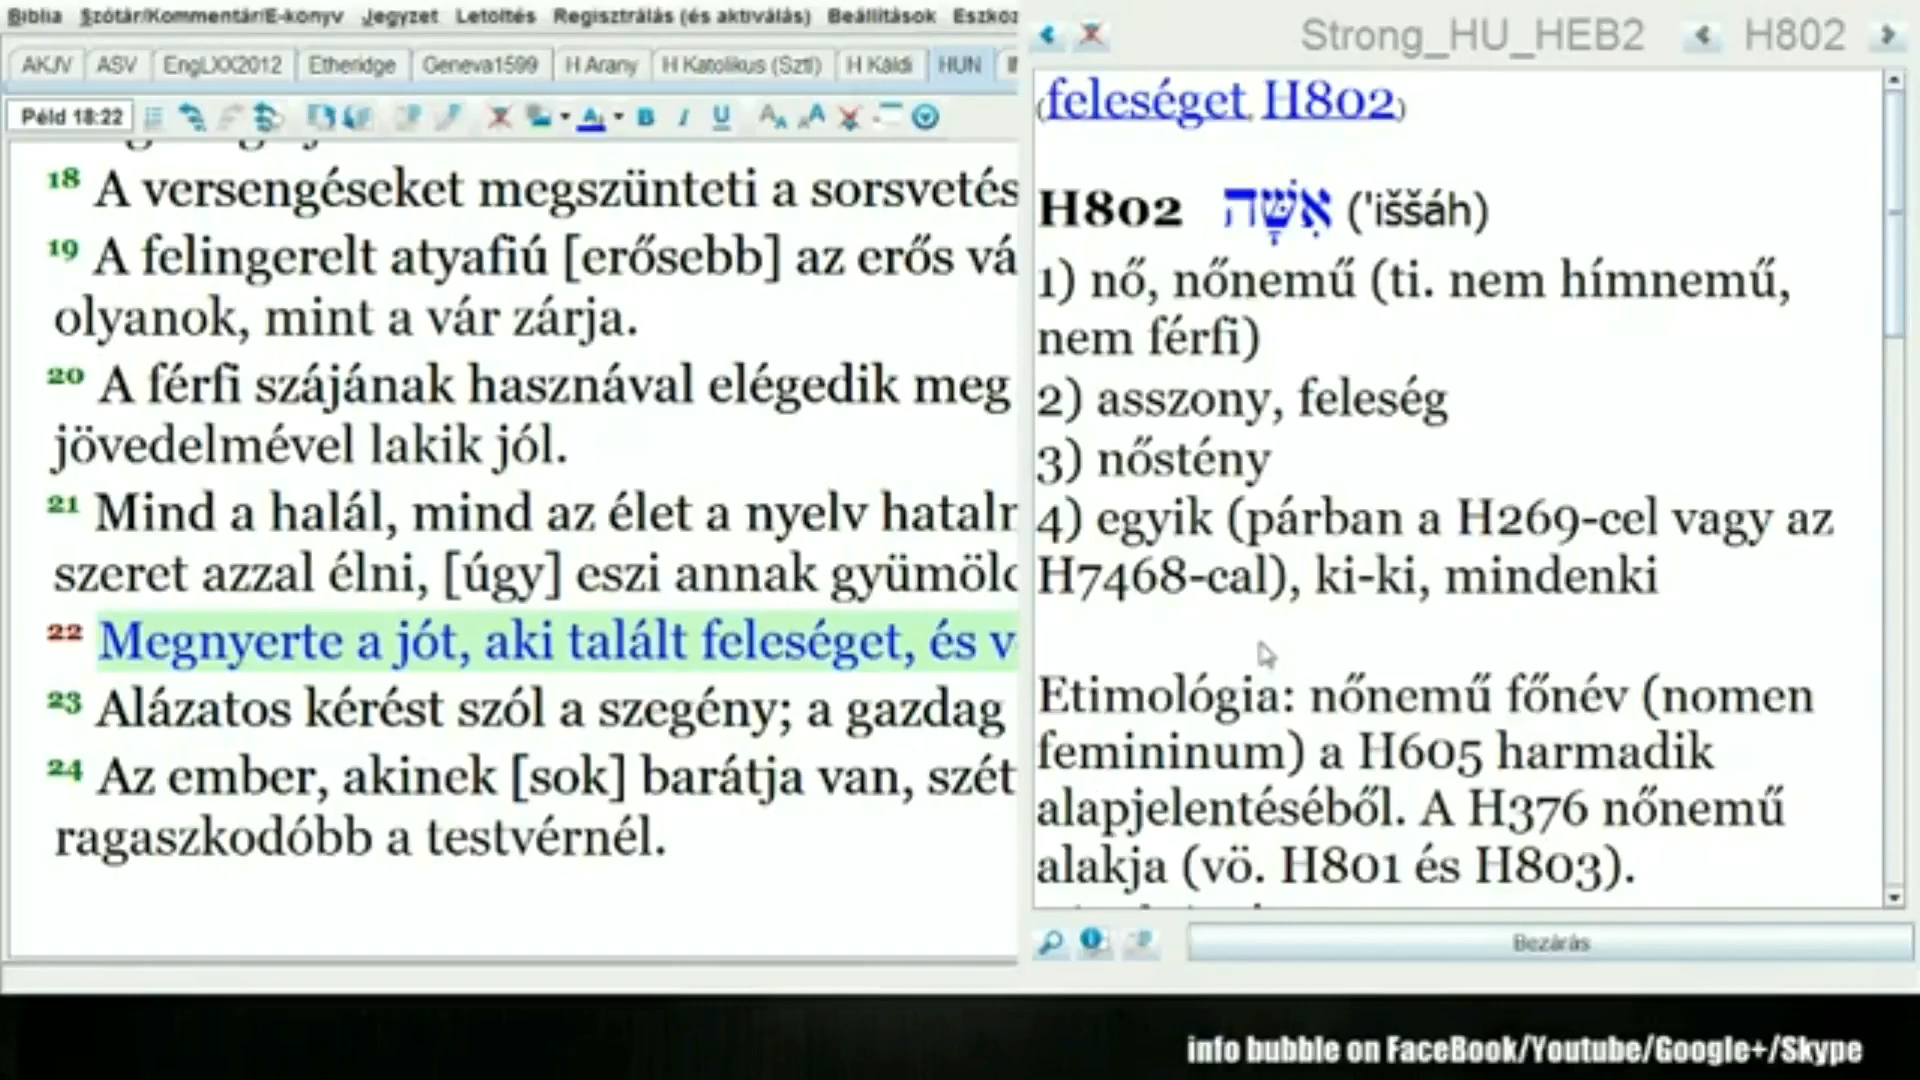 Biblia Szótár/Kommentár/E-könyv Jegyzet Letöltés Regisztrálás (és aktiválás) Beállítások
AKJV ASV EngLXX2012 Etheridge Geneva1599 H Arany H Katolikus (SztI) H Káldi HUN
Péld 18:22
18 A versengéseket megszünteti a sorsvetés
19 A felingerelt atyafiú [erősebb] az erős vá
olyanok, mint a vár zárja.
20 A férfi szájának hasznával elégedik meg
jövedelmével lakik jól.
21 Mind a halál, mind az élet a nyelv
szeret azzal élni, [úgy] eszi annak
22 Megnyerte a jót, aki talált feleséget, és v
23 Alázatos kérést szól a szegény; a gazdag
24 Az ember, akinek [sok] barátja van, szét
ragaszkodóbb a testvérnél.
Strong_HU_HEB2 H802
(feleséget H802)
H802 אִשָּׁה ('iššáh)
1) nő, nőnemű (ti. nem hímnemű,
nem férfi)
2) asszony, feleség
3) nőstény
4) egyik (párban a H269-cel vagy az
H7468-cal), ki-ki, mindenki
Etimológia: nőnemű főnév (nomen
femininum) a H605 harmadik
alapjelentéséből. A H376 nőnemű
alakja (vö. H801 és H803).
Bezárás
info bubble on FaceBook/Youtube/Google+/Skype